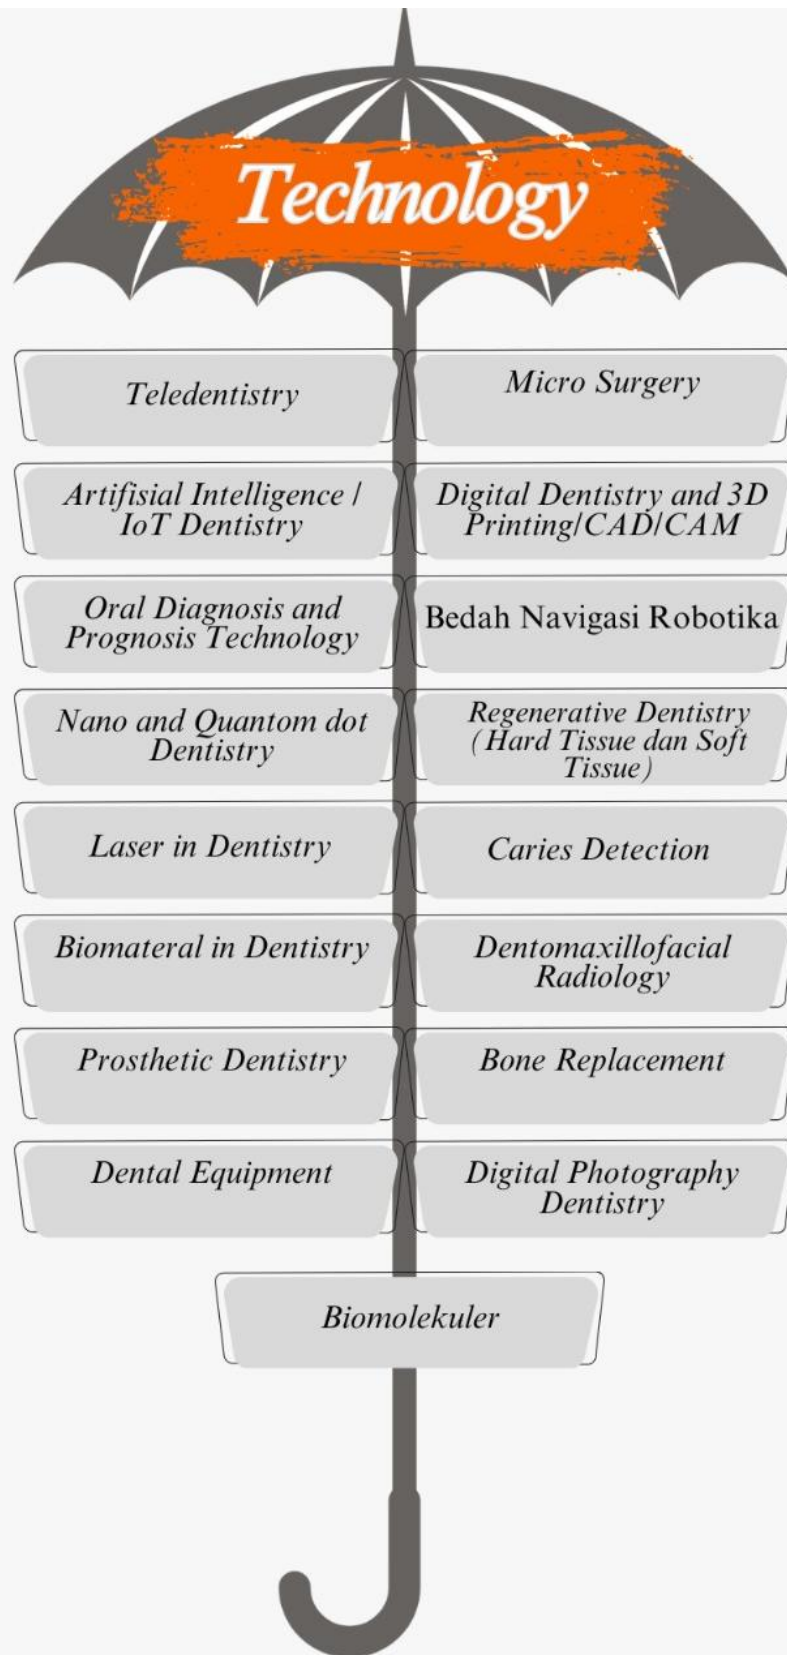 Technology
Teledentistry
Micro Surgery
Artifisial Intelligence /
IoT Dentistry
Digital Dentistry and 3D
Printing/CAD/CAM
Oral Diagnosis and
Prognosis Technology
Bedah Navigasi Robotika
Nano and Quantom dot
Dentistry
Regenerative Dentistry
(Hard Tissue dan Soft
Tissue)
Laser in Dentistry
Caries Detection
Biomateral in Dentistry
Dentomaxillofacial
Radiology
Prosthetic Dentistry
Bone Replacement
Dental Equipment
Digital Photography
Dentistry
Biomolekuler